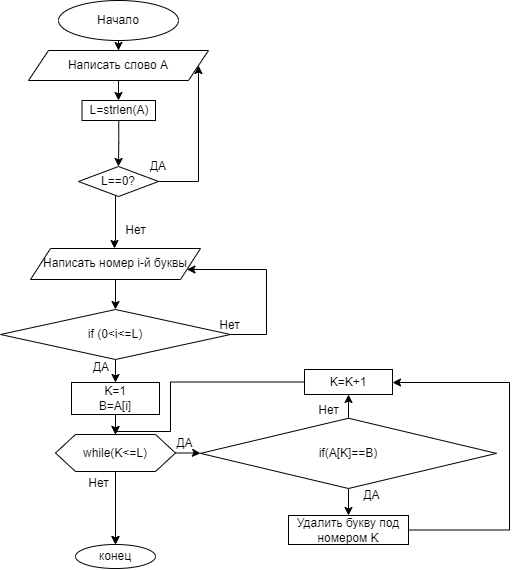 Начало
Написать слово A
L=strlen(A)
ДА
L==0?
Нет
Написать номер i-й буквы
Нет
if (0<i<=L)
ДА
K=1
B=A[i]
K=K+1
Нет
while(K<=L)
ДА
if(A[K]==B)
Нет
ДА
Удалить букву под
номером K
конец